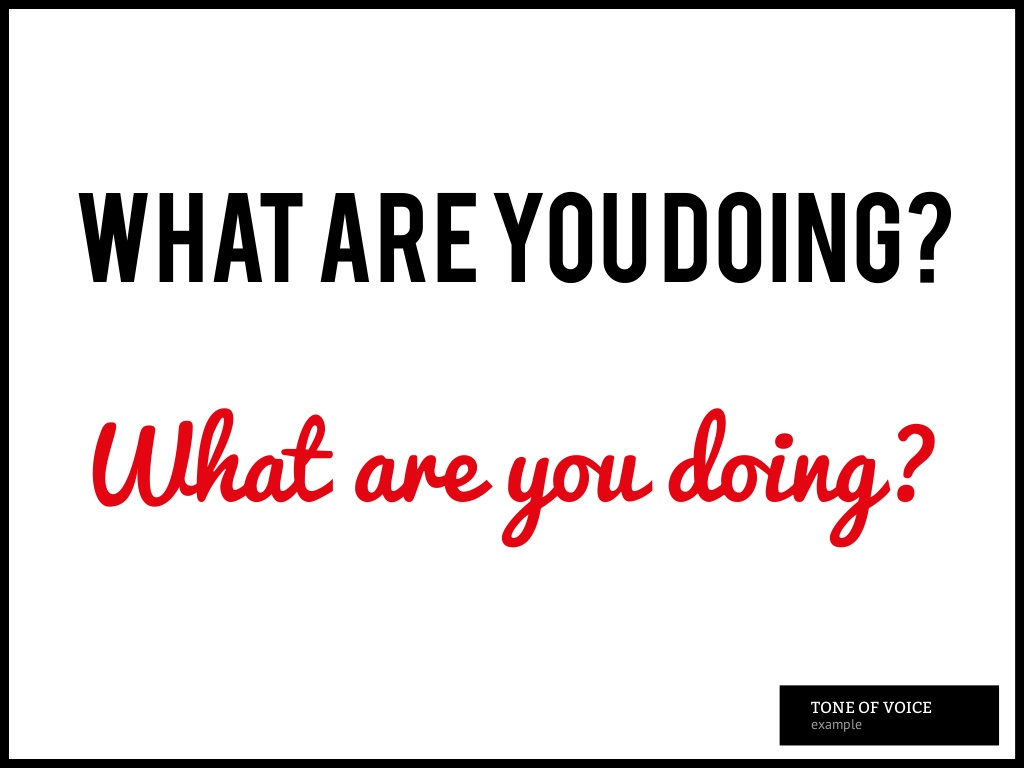 WHAT ARE YOU DOING?
What are you doing?
TONE OF VOICE
example